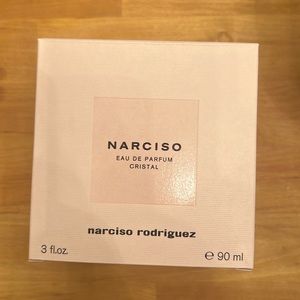 NARCISO
EAU DE PARFUM
CRISTAL
narciso rodriguez
3 fl.oz.
℮ 90 ml